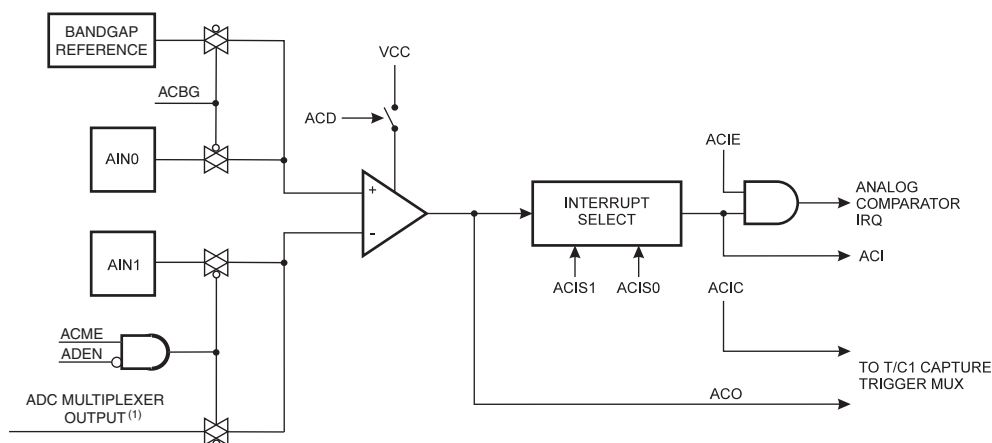 BANDGAP
REFERENCE
ACBG
AIN0
VCC
ACD
+
-
AIN1
ACME
ADEN
ADC MULTIPLEXER
OUTPUT (1)
INTERRUPT
SELECT
ACIS1
ACIS0
ACIE
ANALOG
COMPARATOR
IRQ
ACI
ACIC
TO T/C1 CAPTURE
TRIGGER MUX
ACO